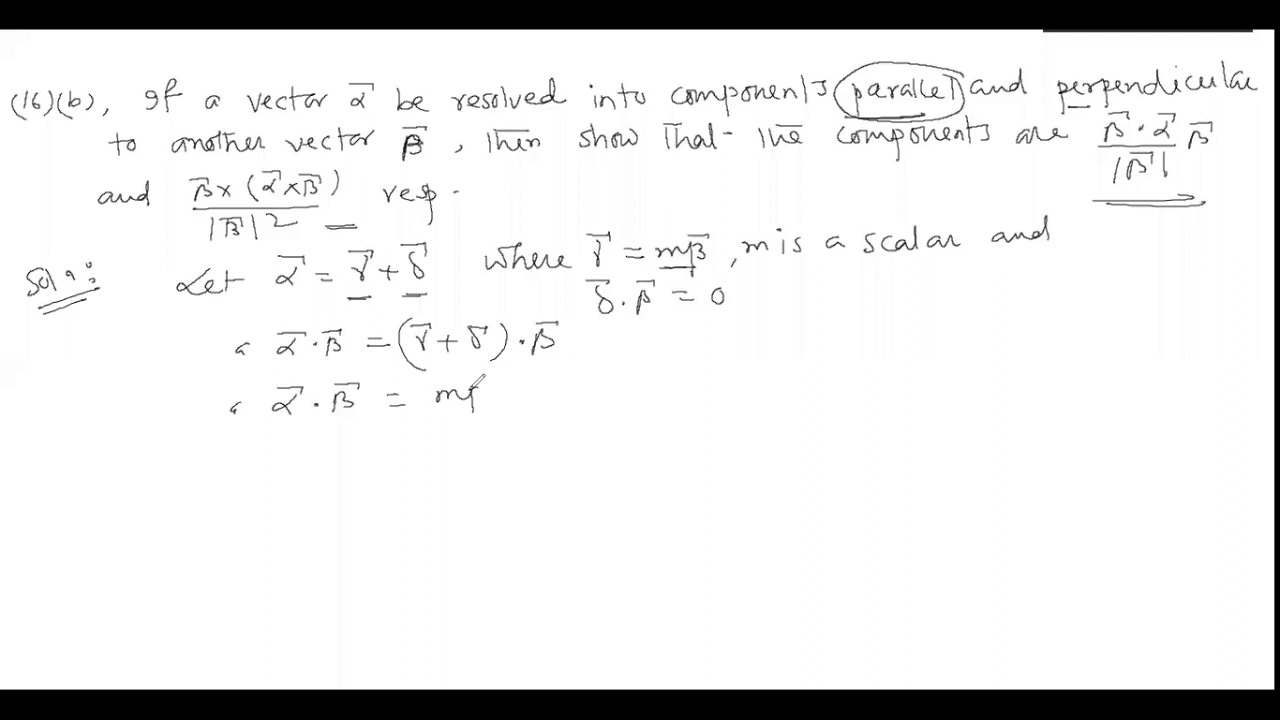 (16)(b), If a vector α⃗ be resolved into components parallel and perpendicular
to another vector β⃗, then show that the components are (β⃗·α⃗)/|β⃗| β⃗
and (β⃗×(α⃗×β⃗))/|β⃗|2 resp.
Soln: Let α⃗ = γ⃗ + δ⃗ where γ⃗ = mβ⃗, m is a scalar and
δ⃗·β⃗ = 0
α⃗·β⃗ = (γ⃗ + δ⃗)·β⃗
α⃗·β⃗ = m